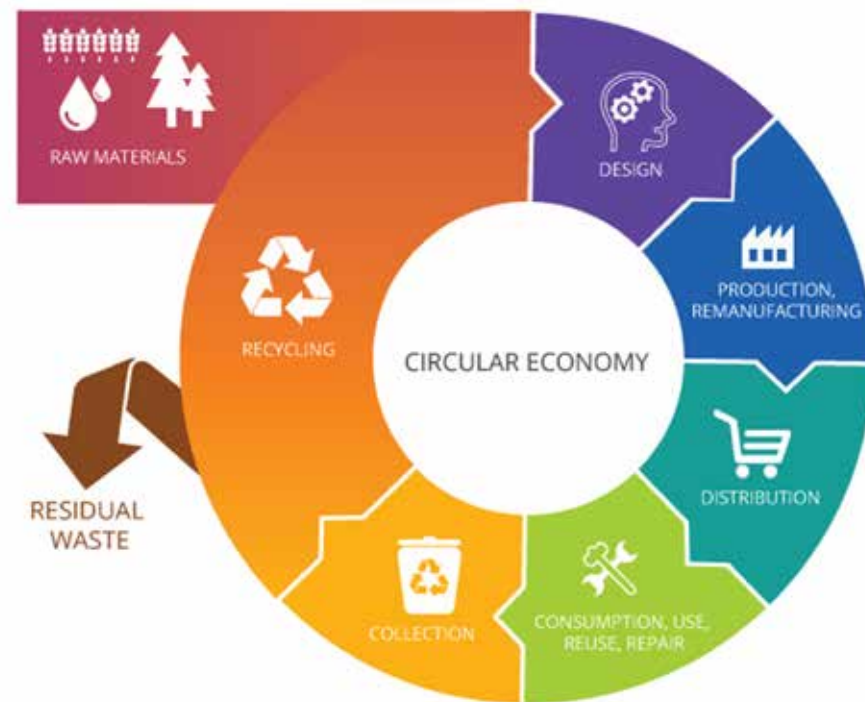 RAW MATERIALS
DESIGN
PRODUCTION,
REMANUFACTURING
RECYCLING
CIRCULAR ECONOMY
DISTRIBUTION
RESIDUAL
WASTE
COLLECTION
CONSUMPTION, USE,
REUSE, REPAIR